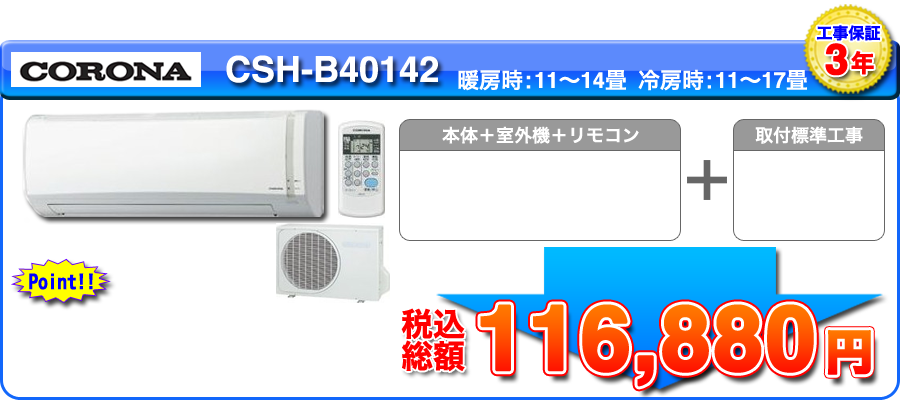 工事保証
3年
CORONA
CSH-B40142 暖房時:11〜14畳 冷房時:11〜17畳
CORONA
本体＋室外機＋リモコン
＋
取付標準工事
Point!!
税込
総額
116,880円